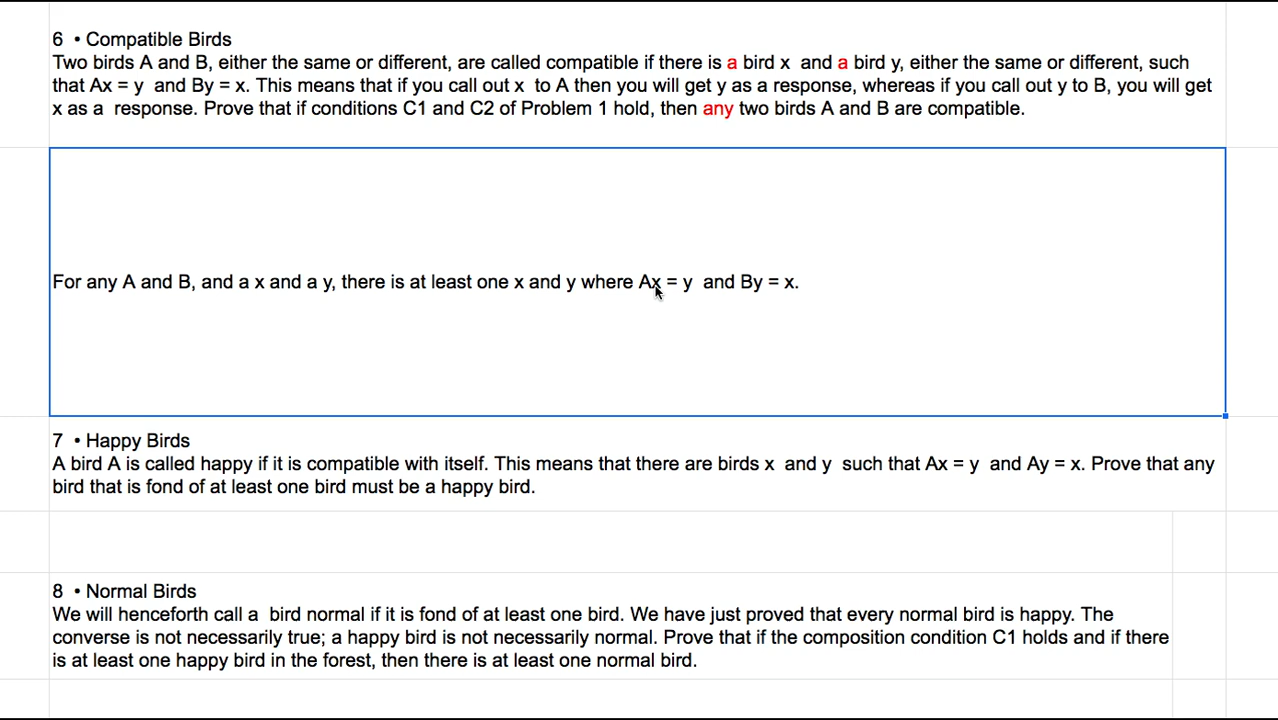 6 • Compatible Birds
Two birds A and B, either the same or different, are called compatible if there is a bird x and a bird y, either the same or different, such
that Ax = y and By = x. This means that if you call out x to A then you will get y as a response, whereas if you call out y to B, you will get
x as a response. Prove that if conditions C1 and C2 of Problem 1 hold, then any two birds A and B are compatible.
For any A and B, and a x and a y, there is at least one x and y where Ax = y and By = x.
7 • Happy Birds
A bird A is called happy if it is compatible with itself. This means that there are birds x and y such that Ax = y and Ay = x. Prove that any
bird that is fond of at least one bird must be a happy bird.
8 • Normal Birds
We will henceforth call a bird normal if it is fond of at least one bird. We have just proved that every normal bird is happy. The
converse is not necessarily true; a happy bird is not necessarily normal. Prove that if the composition condition C1 holds and if there
is at least one happy bird in the forest, then there is at least one normal bird.